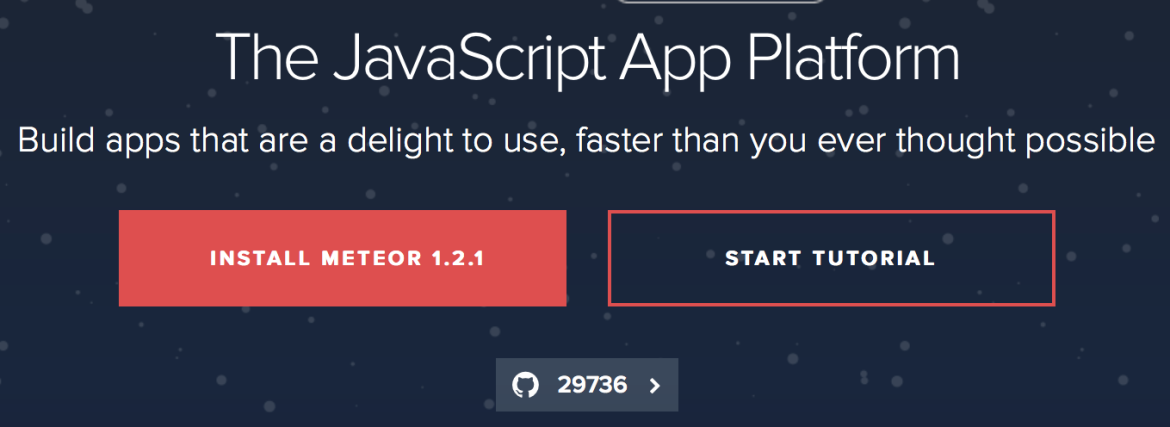 The JavaScript App Platform
Build apps that are a delight to use, faster than you ever thought possible
INSTALL METEOR 1.2.1
START TUTORIAL
29736